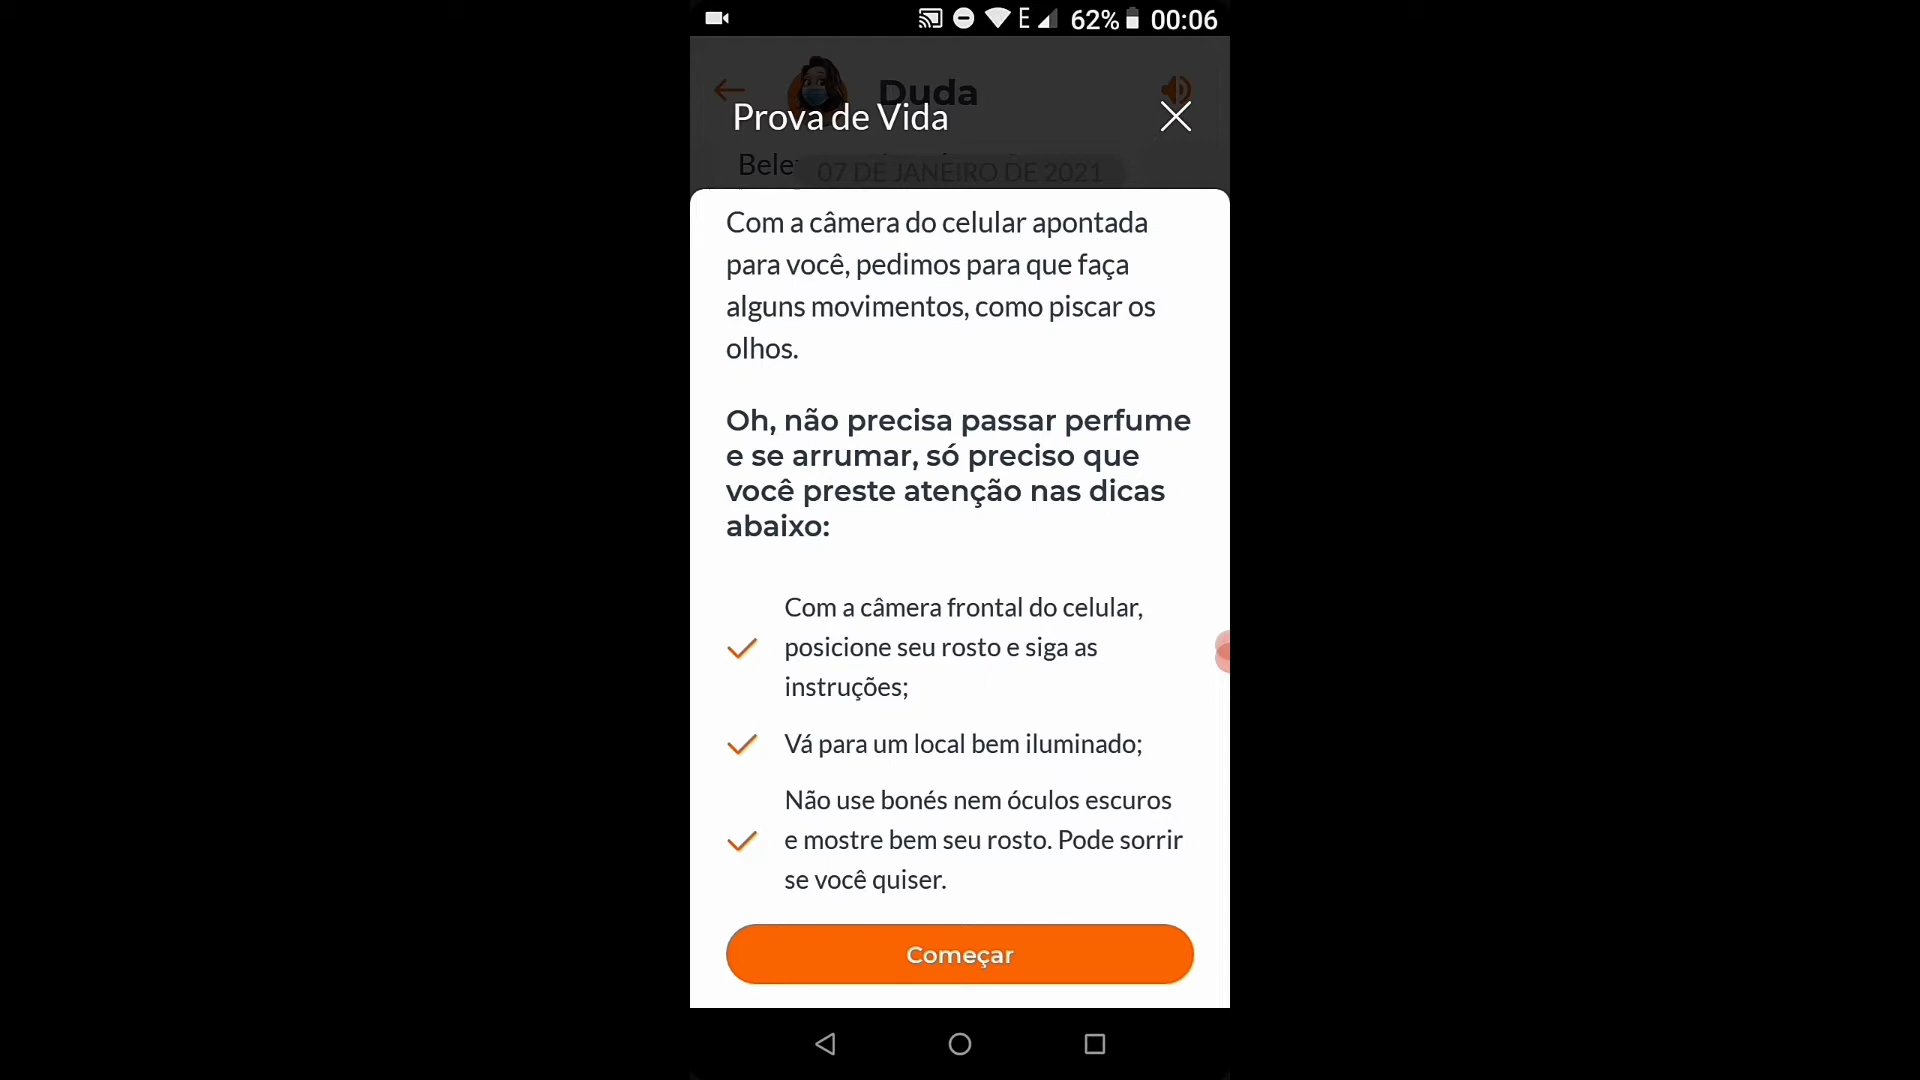 E 62% 00:06
Duda
Prova de Vida
Bele
07 DE JANEIRO DE 2021
Com a câmera do celular apontada
para você, pedimos para que faça
alguns movimentos, como piscar os
olhos.
Oh, não precisa passar perfume
e se arrumar, só preciso que
você preste atenção nas dicas
abaixo:
Com a câmera frontal do celular,
posicione seu rosto e siga as
instruções;
Vá para um local bem iluminado;
Não use bonés nem óculos escuros
e mostre bem seu rosto. Pode sorrir
se você quiser.
Começar